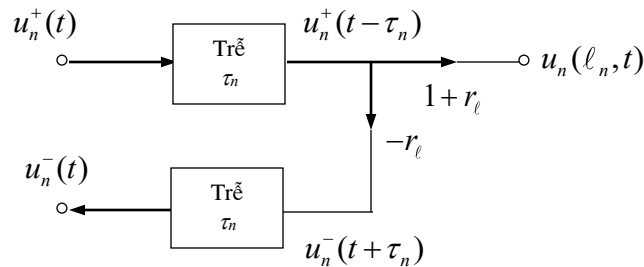 u_n^+(t)
Trễ
τ_n
u_n^+(t−τ_n)
u_n(ℓ_n,t)
1+r_ℓ
−r_ℓ
u_n^−(t)
Trễ
τ_n
u_n^−(t+τ_n)